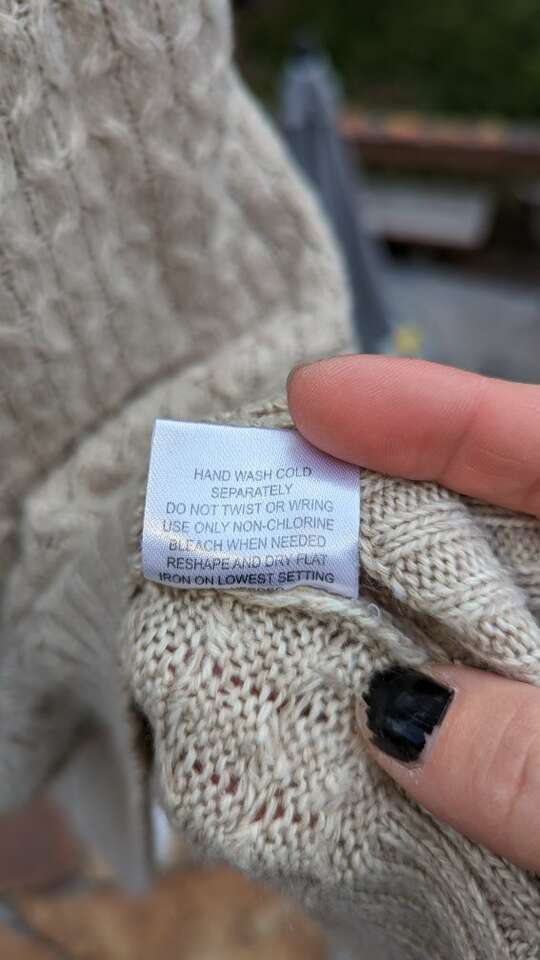 HAND WASH COLD
SEPARATELY
DO NOT TWIST OR WRING
USE ONLY NON-CHLORINE
BLEACH WHEN NEEDED
RESHAPE AND DRY FLAT
IRON ON LOWEST SETTING